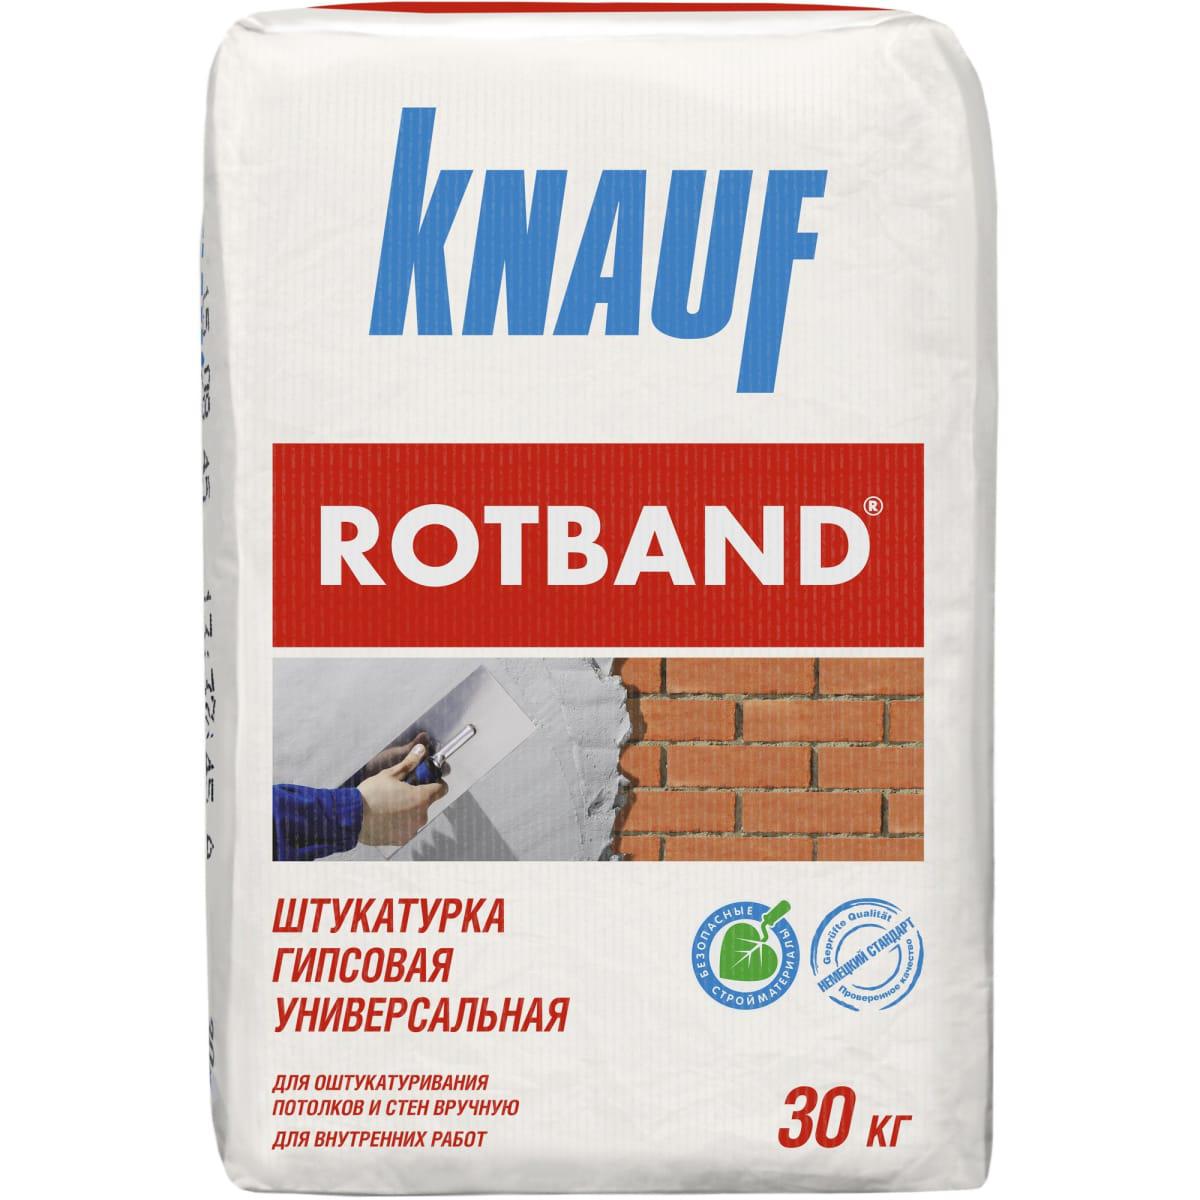 KNAUF
ROTBAND®
ШТУКАТУРКА
ГИПСОВАЯ
УНИВЕРСАЛЬНАЯ
БЕЗОПАСНЫЕ
СТРОЙМАТЕРИАЛЫ
Geprüfte Qualität
НЕМЕЦКИЙ СТАНДАРТ
Проверенное качество
ДЛЯ ОШТУКАТУРИВАНИЯ
ПОТОЛКОВ И СТЕН ВРУЧНУЮ
ДЛЯ ВНУТРЕННИХ РАБОТ
30 КГ